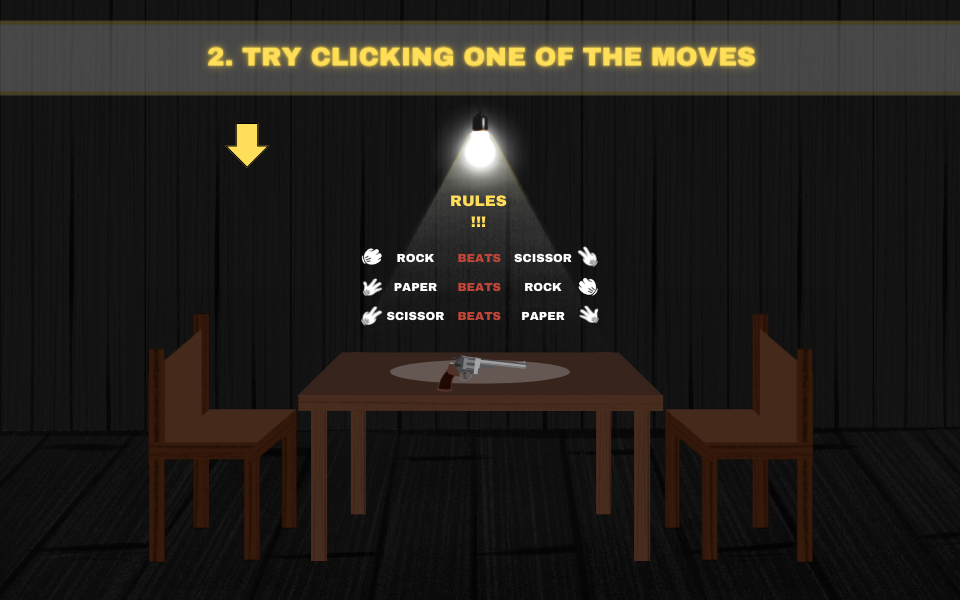 2. TRY CLICKING ONE OF THE MOVES
RULES
!!!
ROCK BEATS SCISSOR
PAPER BEATS ROCK
SCISSOR BEATS PAPER